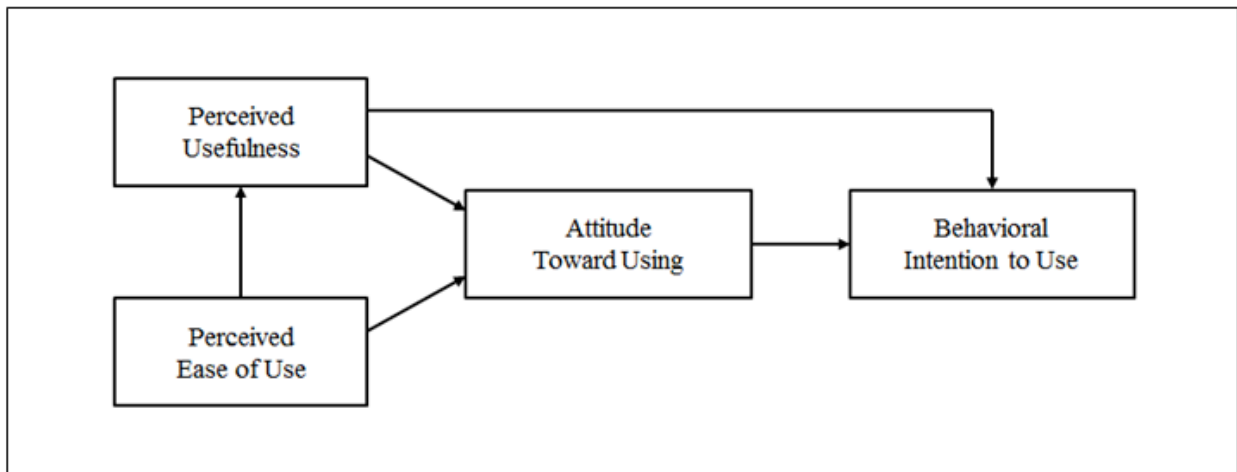 Perceived
Usefulness
Attitude
Toward Using
Behavioral
Intention to Use
Perceived
Ease of Use